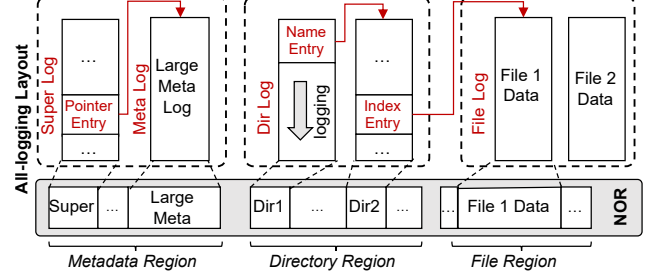 All-logging Layout
Super Log
...
Pointer
Entry
...
Meta Log
Large
Meta
Log
Dir Log
Name
Entry
logging
...
Index
Entry
...
File Log
File 1
Data
File 2
Data
Super
...
Large
Meta
Dir1
...
Dir2
...
...
File 1 Data
...
NOR
Metadata Region
Directory Region
File Region